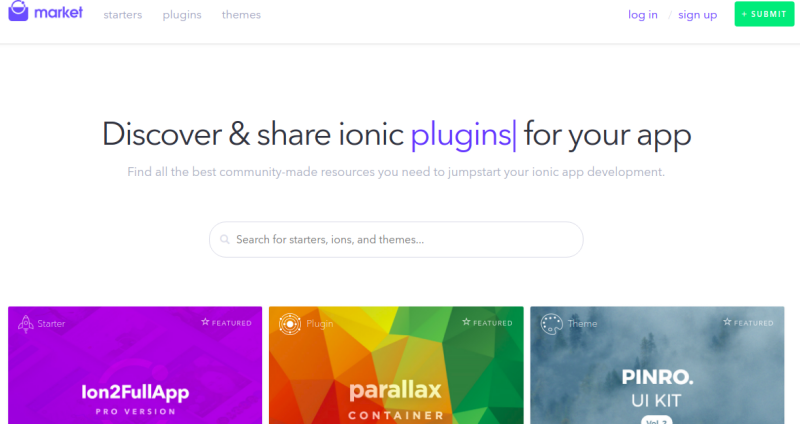 market starters plugins themes log in / sign up + SUBMIT
Discover & share ionic plugins| for your app
Find all the best community-made resources you need to jumpstart your ionic app development.
Search for starters, ions, and themes...
Starter FEATURED
Ion2FullApp
PRO VERSION
Plugin FEATURED
parallax
CONTAINER
Theme FEATURED
PINRO.
UI KIT
Vol. 3